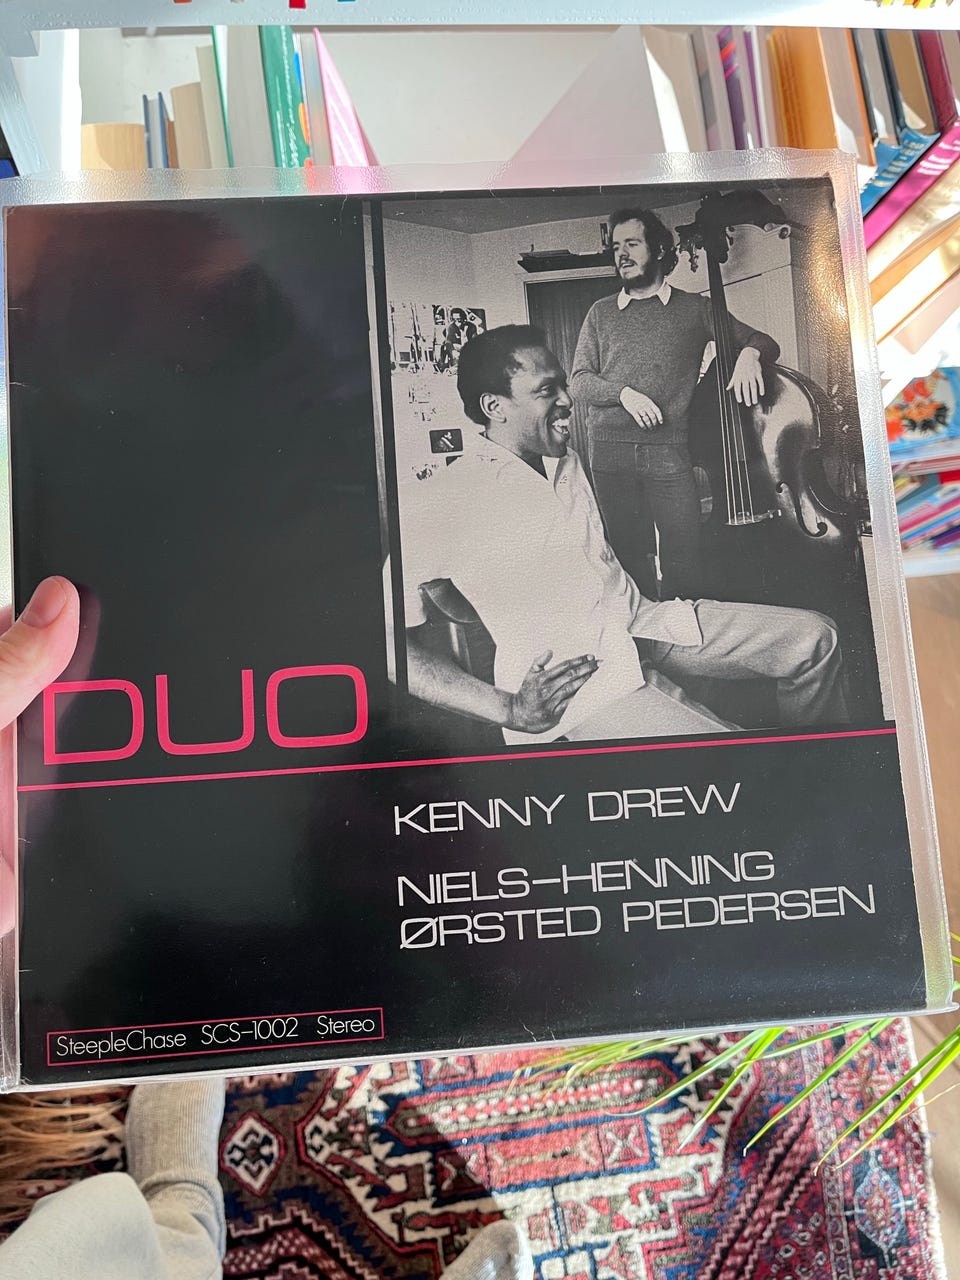 DUO
KENNY DREW
NIELS-HENNING
ØRSTED PEDERSEN
SteepleChase SCS-1002 Stereo